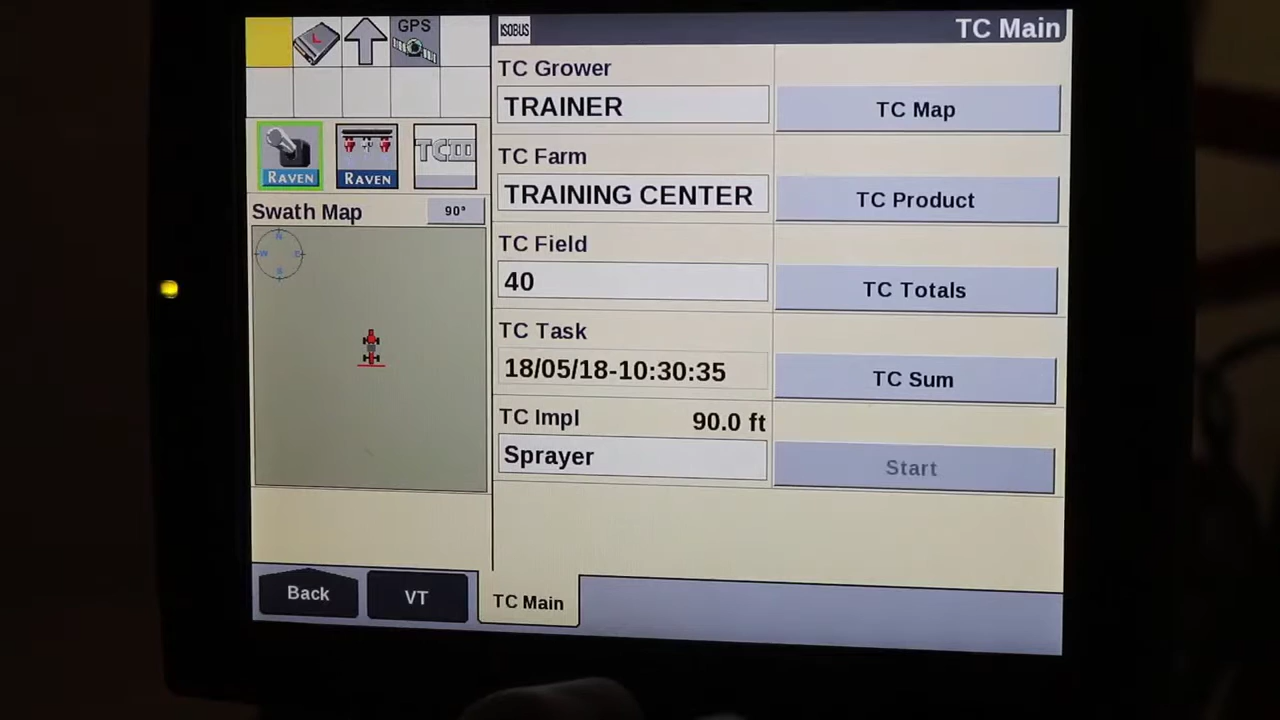 GPS
ISOBUS
TC Main
RAVEN
RAVEN
TC
Swath Map
90°
N
W
E
S
TC Grower
TRAINER
TC Map
TC Farm
TRAINING CENTER
TC Product
TC Field
40
TC Totals
TC Task
18/05/18-10:30:35
TC Sum
TC Impl
90.0 ft
Sprayer
Start
Back
VT
TC Main